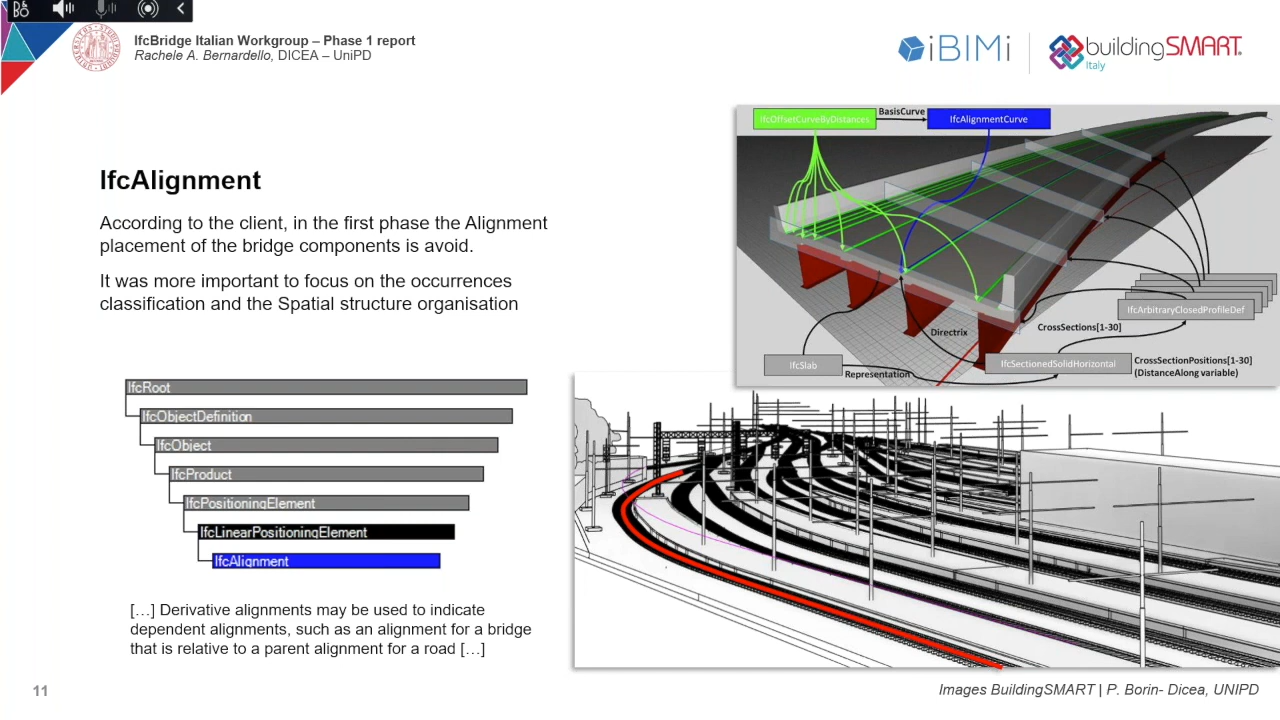 IfcBridge Italian Workgroup – Phase 1 report
Rachele A. Bernardello, DICEA – UniPD
iBIMi
buildingSMART
Italy
IfcAlignment
According to the client, in the first phase the Alignment
placement of the bridge components is avoid.
It was more important to focus on the occurrences
classification and the Spatial structure organisation
IfcOffsetCurveByDistances
BasisCurve
IfcAlignmentCurve
IfcArbitraryClosedProfileDef
CrossSections[1-30]
Directrix
IfcSlab
Representation
IfcSectionedSolidHorizontal
CrossSectionPositions[1-30]
(DistanceAlong variable)
IfcRoot
IfcObjectDefinition
IfcObject
IfcProduct
IfcPositioningElement
IfcLinearPositioningElement
IfcAlignment
[…] Derivative alignments may be used to indicate
dependent alignments, such as an alignment for a bridge
that is relative to a parent alignment for a road […]
11
Images BuildingSMART | P. Borin- Dicea, UNIPD